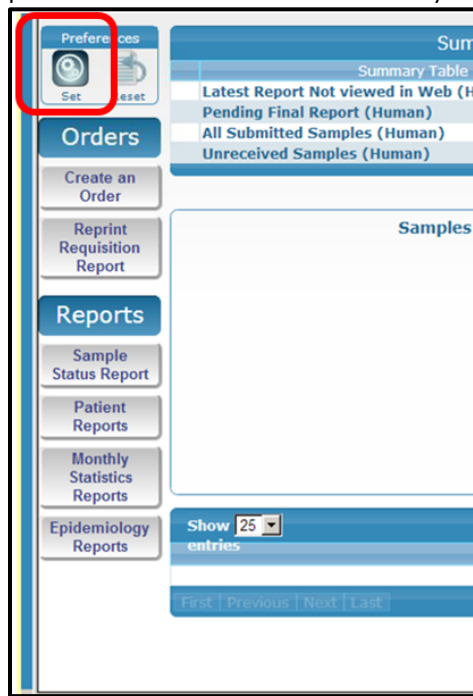 Preferences
Set Reset
Orders
Create an
Order
Reprint
Requisition
Report
Reports
Sample
Status Report
Patient
Reports
Monthly
Statistics
Reports
Epidemiology
Reports
Sum
Summary Table
Latest Report Not viewed in Web (H
Pending Final Report (Human)
All Submitted Samples (Human)
Unreceived Samples (Human)
Samples
Show 25
entries
First | Previous | Next | Last